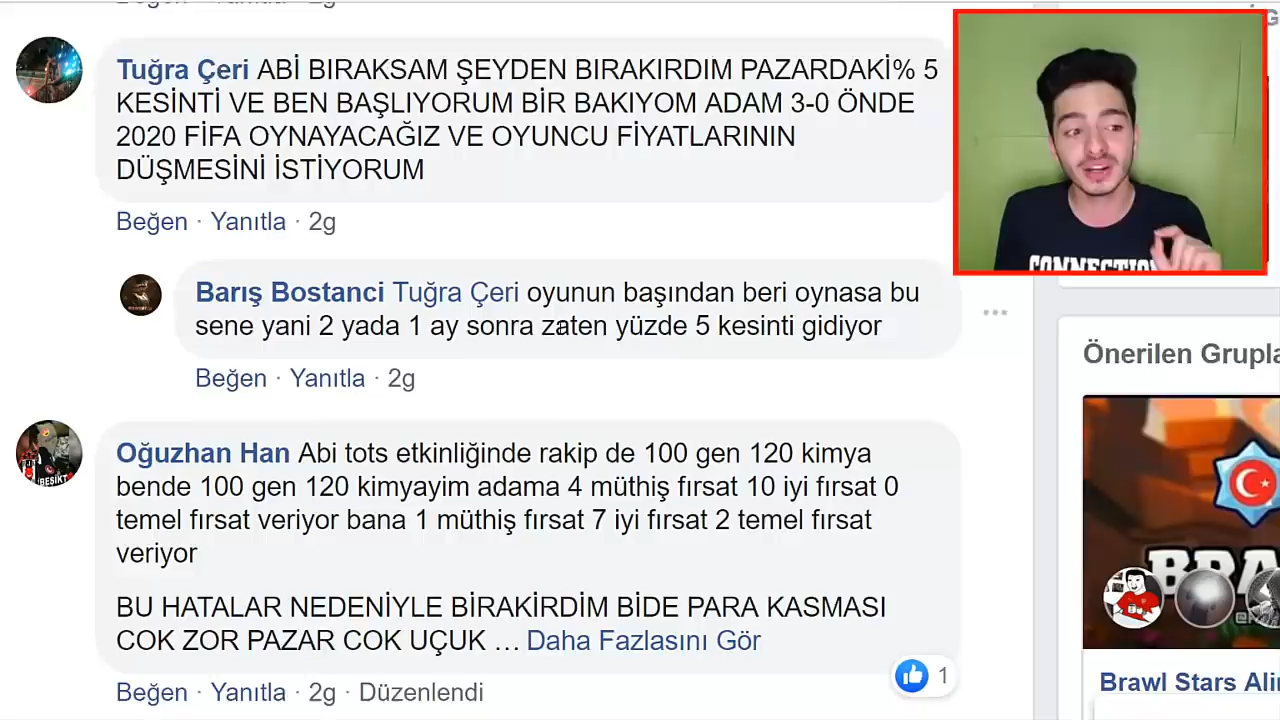 Tuğra Çeri ABİ BIRAKSAM ŞEYDEN BIRAKIRDIM PAZARDAKİ% 5
KESİNTİ VE BEN BAŞLIYORUM BİR BAKIYOM ADAM 3-0 ÖNDE
2020 FİFA OYNAYACAĞIZ VE OYUNCU FİYATLARININ
DÜŞMESİNİ İSTİYORUM
Beğen · Yanıtla · 2g
Barış Bostanci Tuğra Çeri oyunun başından beri oynasa bu
sene yani 2 yada 1 ay sonra zaten yüzde 5 kesinti gidiyor
Beğen · Yanıtla · 2g
Oğuzhan Han Abi tots etkinliğinde rakip de 100 gen 120 kimya
bende 100 gen 120 kimyayim adama 4 müthiş fırsat 10 iyi fırsat 0
temel fırsat veriyor bana 1 müthiş fırsat 7 iyi fırsat 2 temel fırsat
veriyor
BU HATALAR NEDENİYLE BİRAKİRDİM BİDE PARA KASMASI
COK ZOR PAZAR COK UÇUK … Daha Fazlasını Gör
1
Beğen · Yanıtla · 2g · Düzenlendi
CONNECTIO
Önerilen Grupla
BRA
Brawl Stars Alı